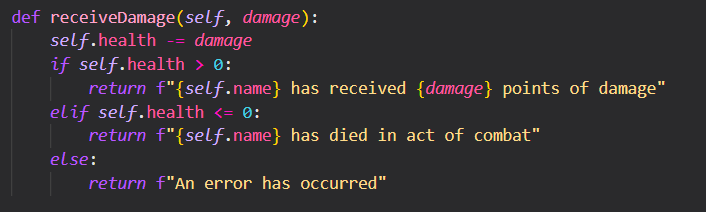 def receiveDamage(self, damage):
    self.health -= damage
    if self.health > 0:
        return f"{self.name} has received {damage} points of damage"
    elif self.health <= 0:
        return f"{self.name} has died in act of combat"
    else:
        return f"An error has occurred"